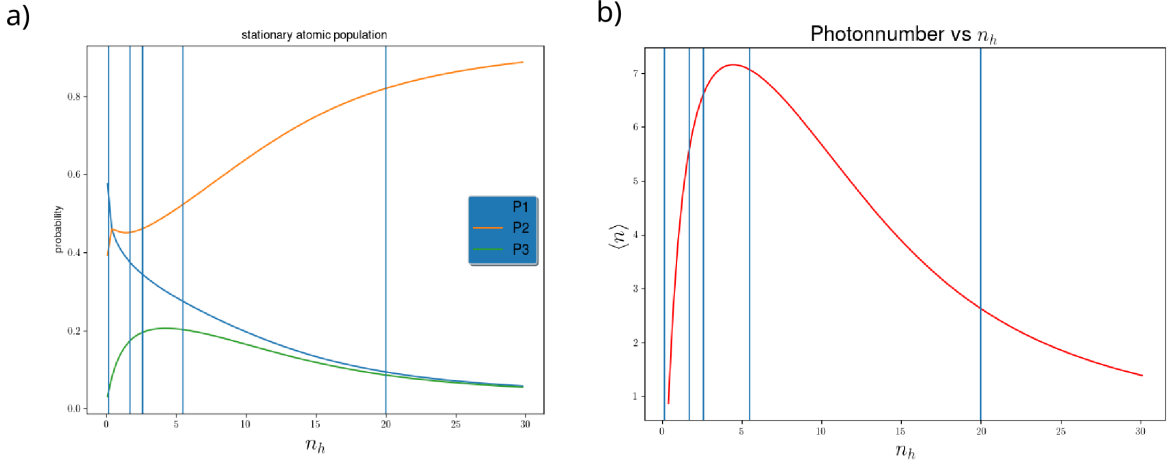 a)
stationary atomic population
probability
0.8
0.6
0.4
0.2
0.0
P1
P2
P3
0 5 10 15 20 25 30
n_h
b)
Photonnumber vs n_h
⟨n⟩
7
6
5
4
3
2
1
0 5 10 15 20 25 30
n_h